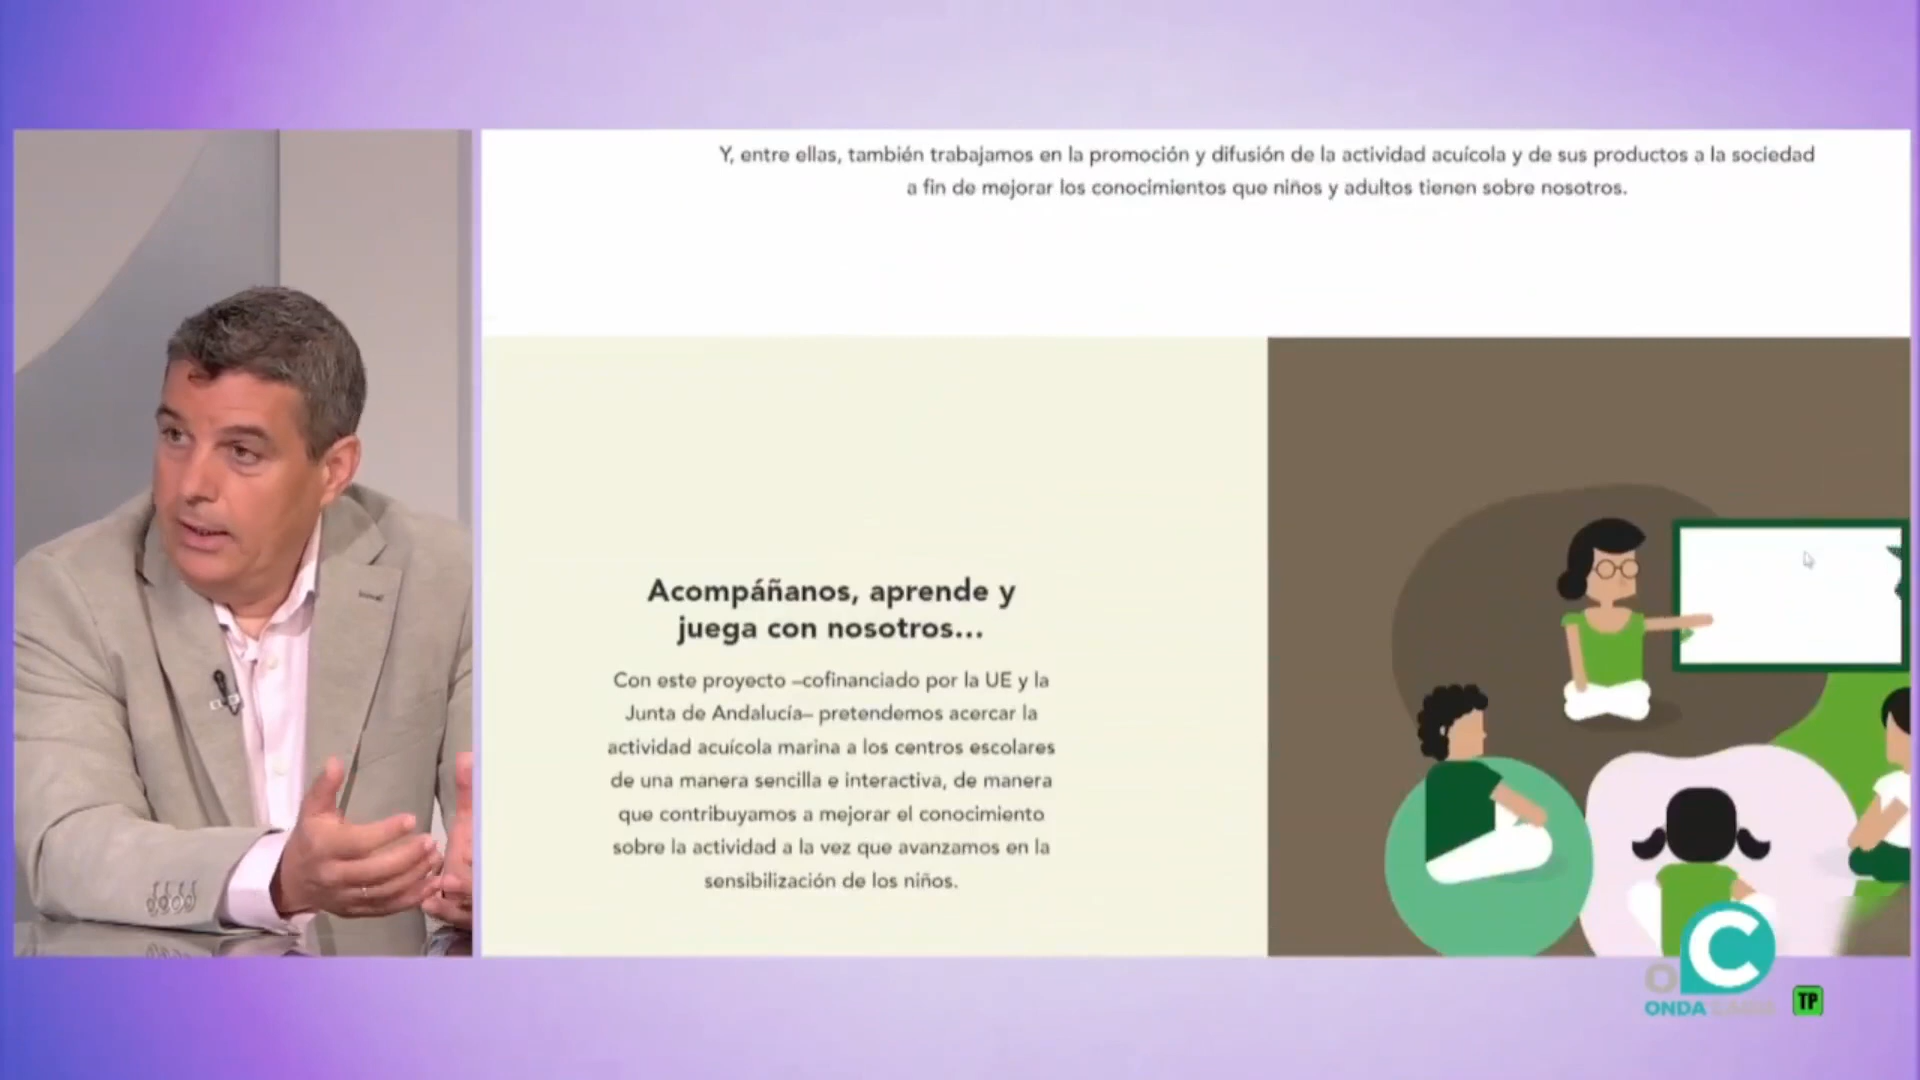 Y, entre ellas, también trabajamos en la promoción y difusión de la actividad acuícola y de sus productos a la sociedad
a fin de mejorar los conocimientos que niños y adultos tienen sobre nosotros.
Acompáñanos, aprende y
juega con nosotros...
Con este proyecto –cofinanciado por la UE y la
Junta de Andalucía– pretendemos acercar la
actividad acuícola marina a los centros escolares
de una manera sencilla e interactiva, de manera
que contribuyamos a mejorar el conocimiento
sobre la actividad a la vez que avanzamos en la
sensibilización de los niños.
O C
ONDA
TP